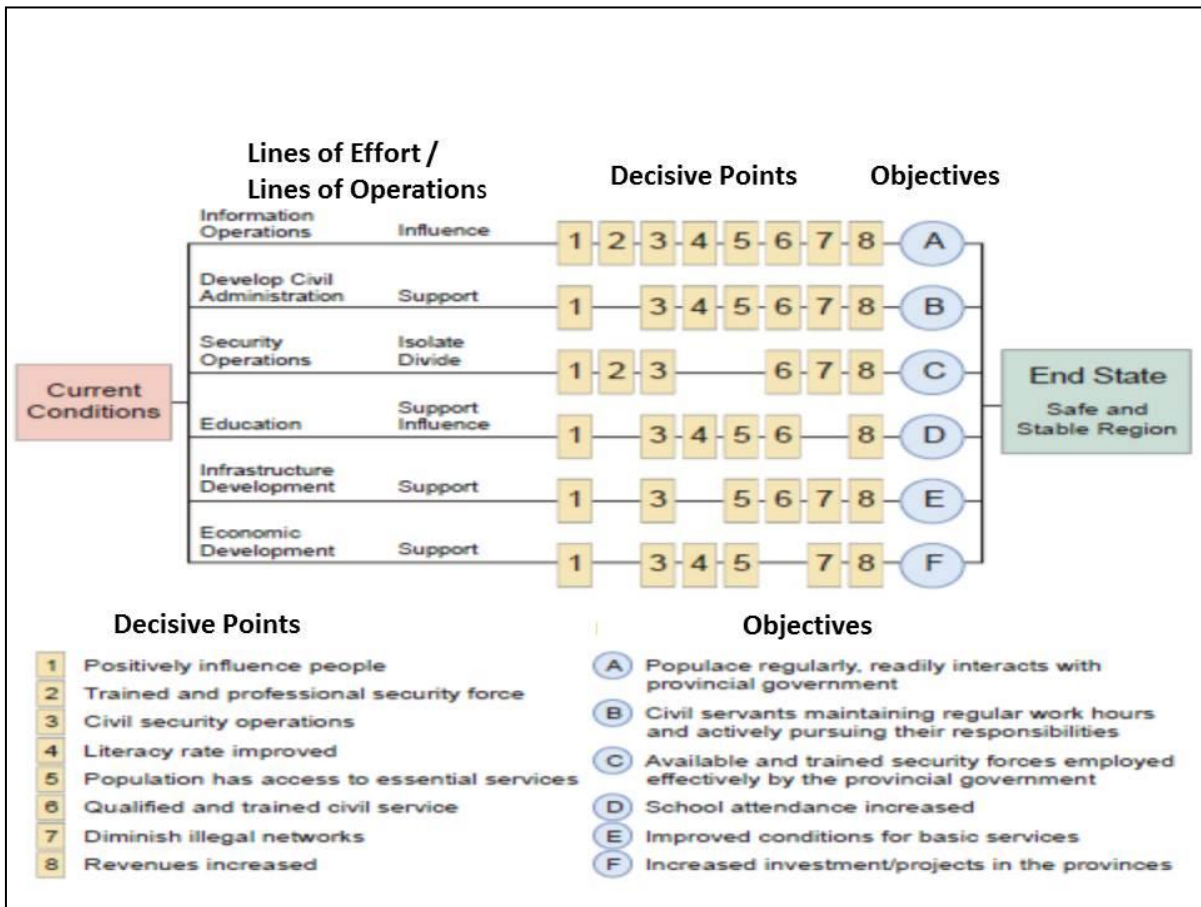 Lines of Effort /
Lines of Operations
Decisive Points
Objectives
Information
Operations
Influence
1 2 3 4 5 6 7 8 A
Develop Civil
Administration
Support
1 3 4 5 6 7 8 B
Security
Operations
Isolate
Divide
1 2 3 6 7 8 C
Current
Conditions
End State
Safe and
Stable Region
Education
Support
Influence
1 3 4 5 6 8 D
Infrastructure
Development
Support
1 3 5 6 7 8 E
Economic
Development
Support
1 3 4 5 7 8 F
Decisive Points
1 Positively influence people
2 Trained and professional security force
3 Civil security operations
4 Literacy rate improved
5 Population has access to essential services
6 Qualified and trained civil service
7 Diminish illegal networks
8 Revenues increased
Objectives
A Populace regularly, readily interacts with
provincial government
B Civil servants maintaining regular work hours
and actively pursuing their responsibilities
C Available and trained security forces employed
effectively by the provincial government
D School attendance increased
E Improved conditions for basic services
F Increased investment/projects in the provinces